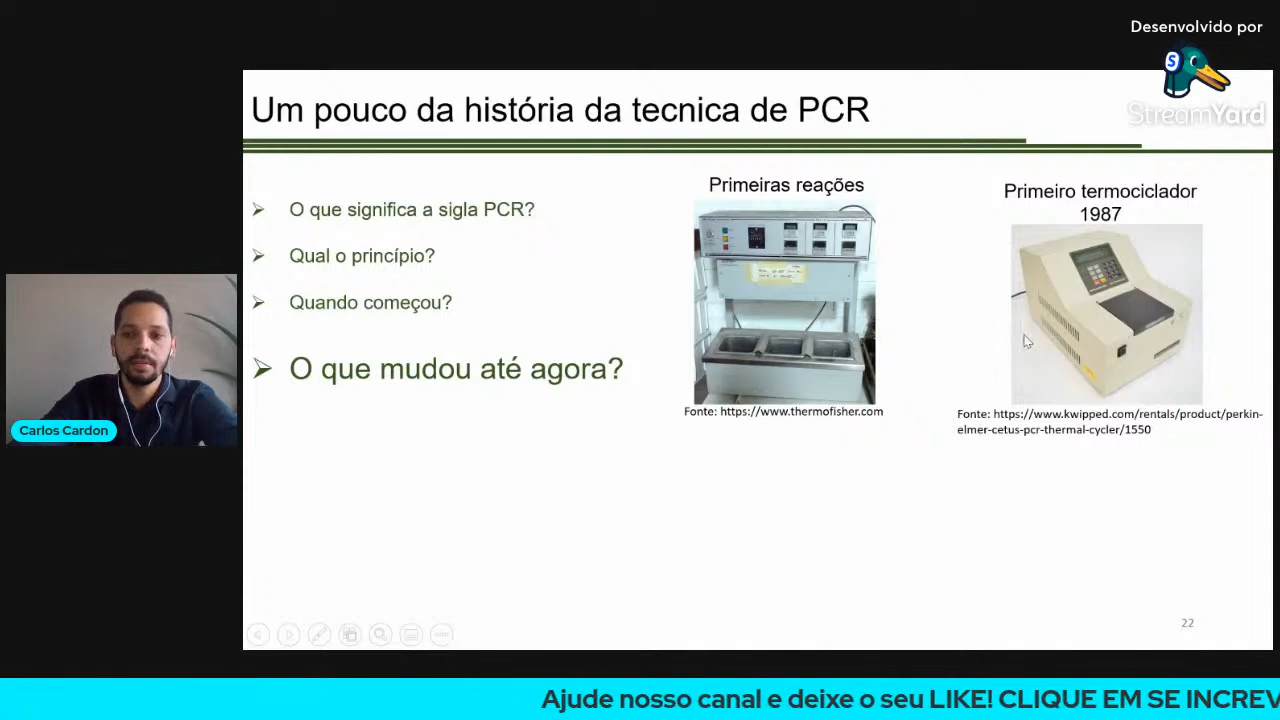 Desenvolvido por
S
StreamYard
Um pouco da história da tecnica de PCR
O que significa a sigla PCR?
Qual o princípio?
Quando começou?
O que mudou até agora?
Primeiras reações
Fonte: https://www.thermofisher.com
Primeiro termociclador
1987
Fonte: https://www.kwipped.com/rentals/product/perkin-
elmer-cetus-pcr-thermal-cycler/1550
Carlos Cardon
22
Ajude nosso canal e deixe o seu LIKE! CLIQUE EM SE INCREV